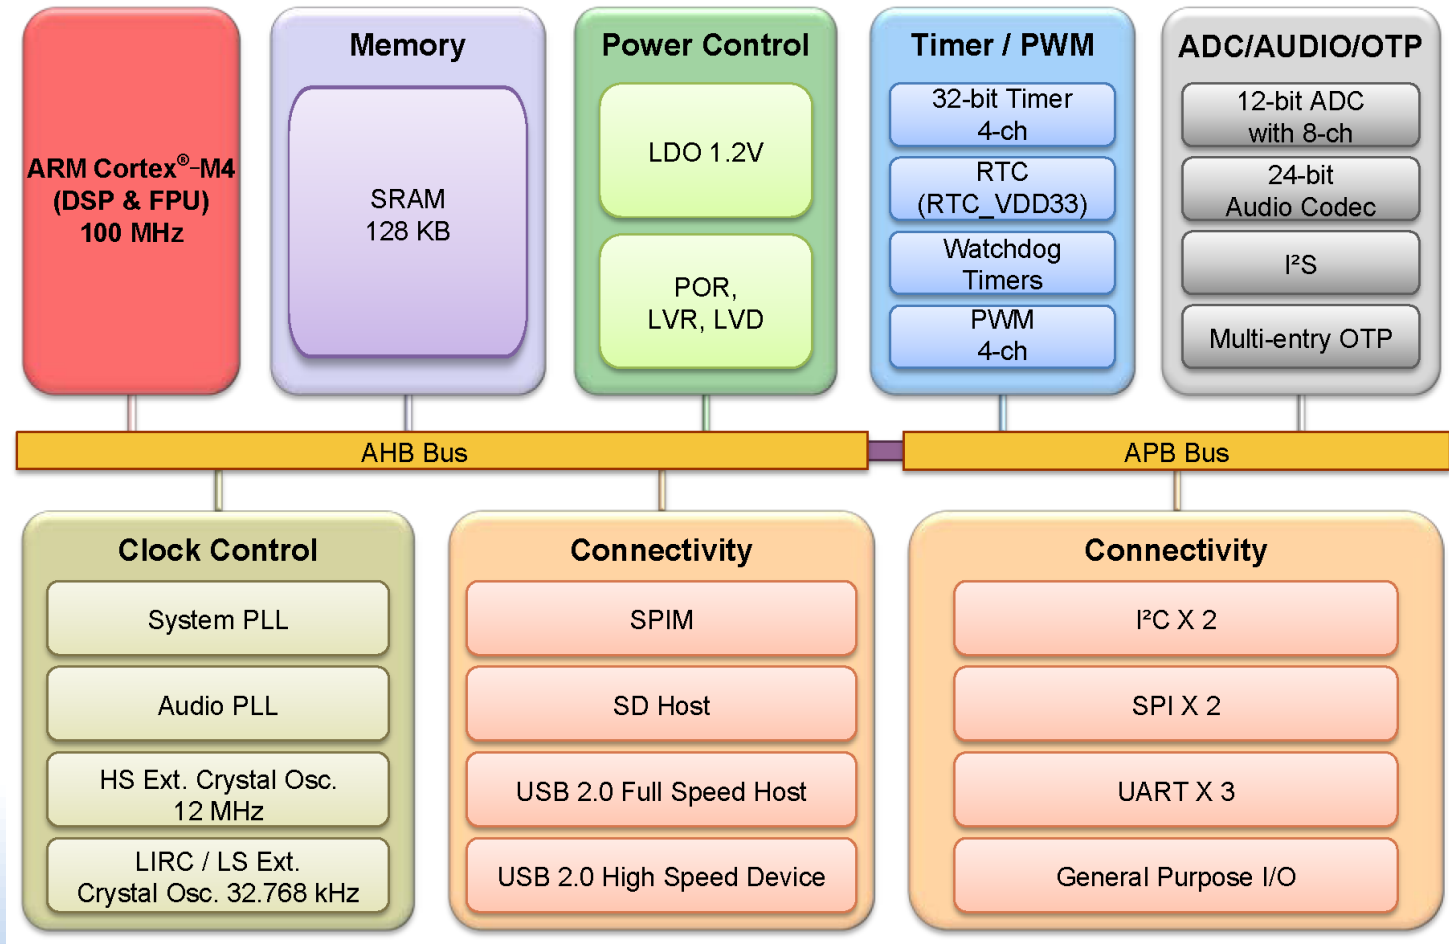 ARM Cortex®-M4
(DSP & FPU)
100 MHz
Memory
SRAM
128 KB
Power Control
LDO 1.2V
POR,
LVR, LVD
Timer / PWM
32-bit Timer
4-ch
RTC
(RTC_VDD33)
Watchdog
Timers
PWM
4-ch
ADC/AUDIO/OTP
12-bit ADC
with 8-ch
24-bit
Audio Codec
I²S
Multi-entry OTP
AHB Bus
APB Bus
Clock Control
System PLL
Audio PLL
HS Ext. Crystal Osc.
12 MHz
LIRC / LS Ext.
Crystal Osc. 32.768 kHz
Connectivity
SPIM
SD Host
USB 2.0 Full Speed Host
USB 2.0 High Speed Device
Connectivity
I²C X 2
SPI X 2
UART X 3
General Purpose I/O